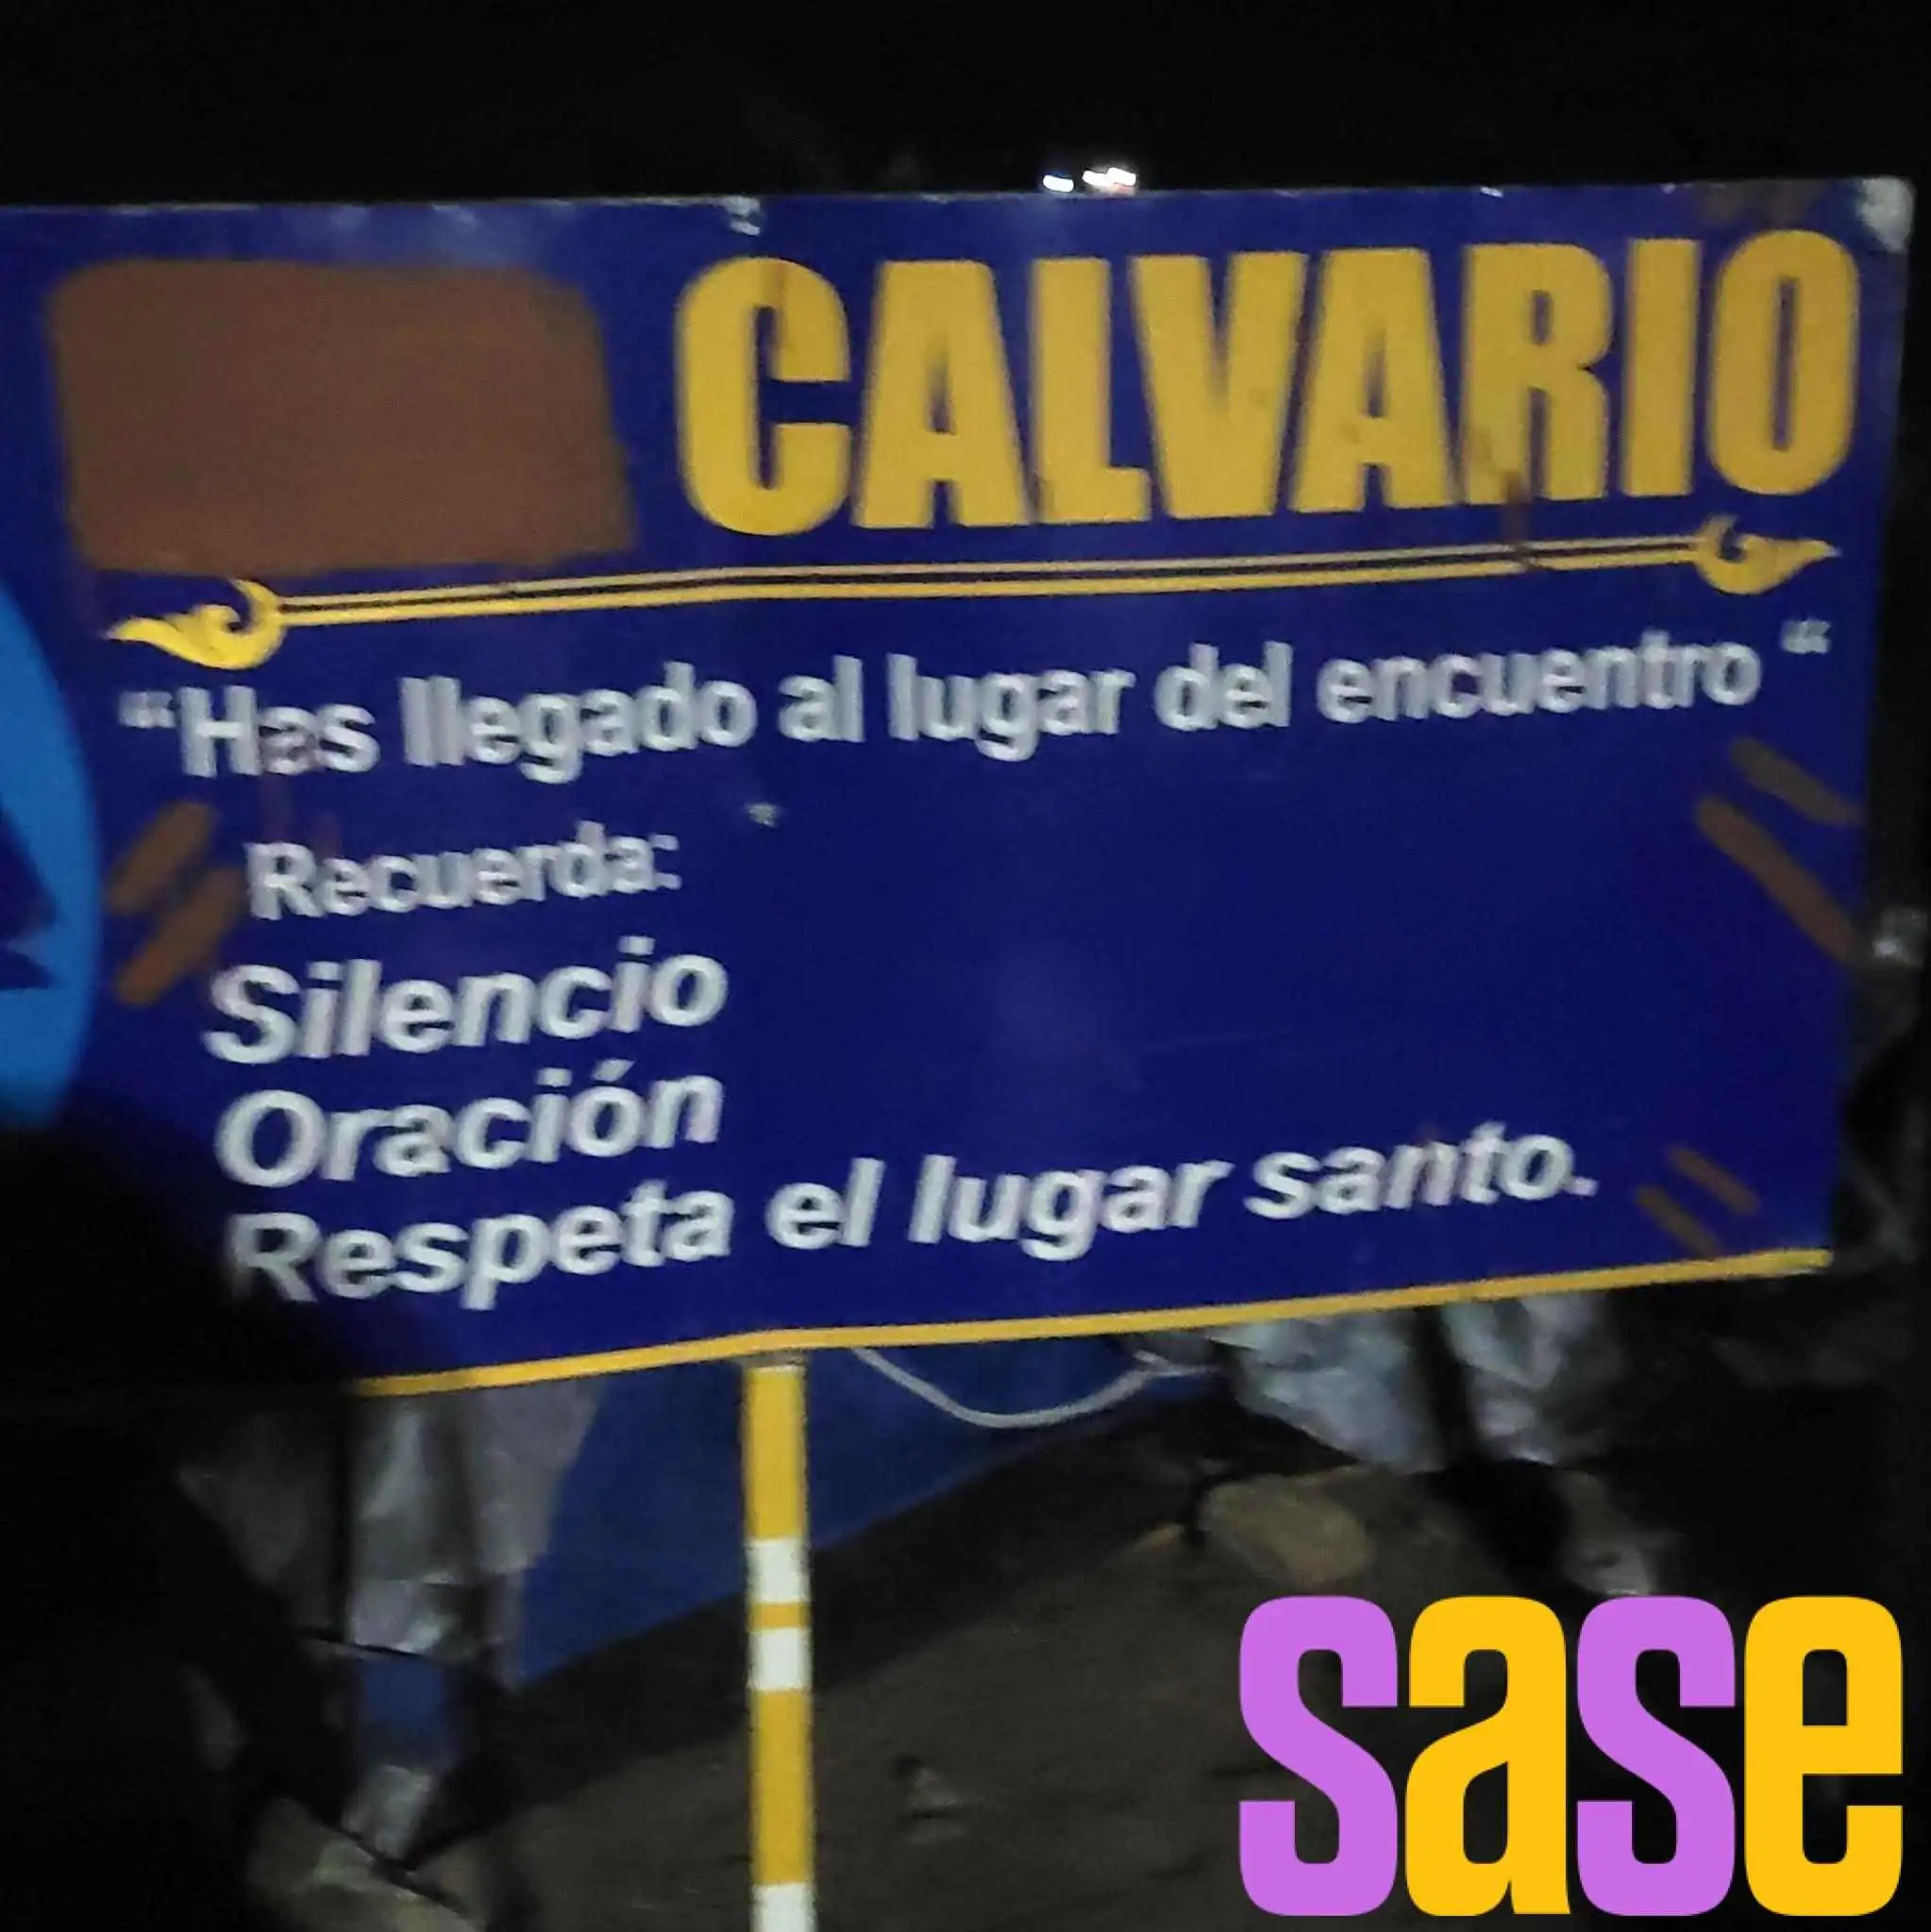 CALVARIO
“Has llegado al lugar del encuentro “
Recuerda:
Silencio
Oración
Respeta el lugar santo.
sase